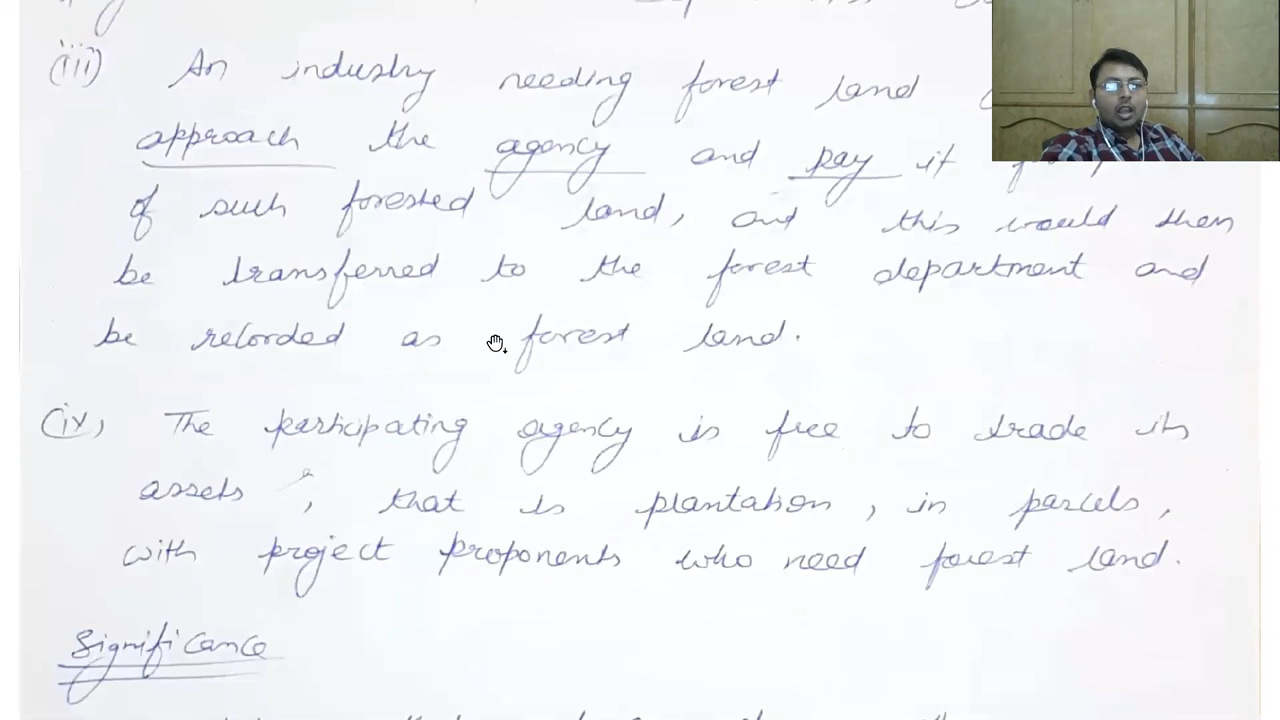 (iii) An industry needing forest land
approach the agency and pay it
of such forested land, and this would then
be transferred to the forest department and
be recorded as forest land.
(iv) The participating agency is free to trade its
assets, that is plantation, in parcels,
with project proponents who need forest land.
Significance